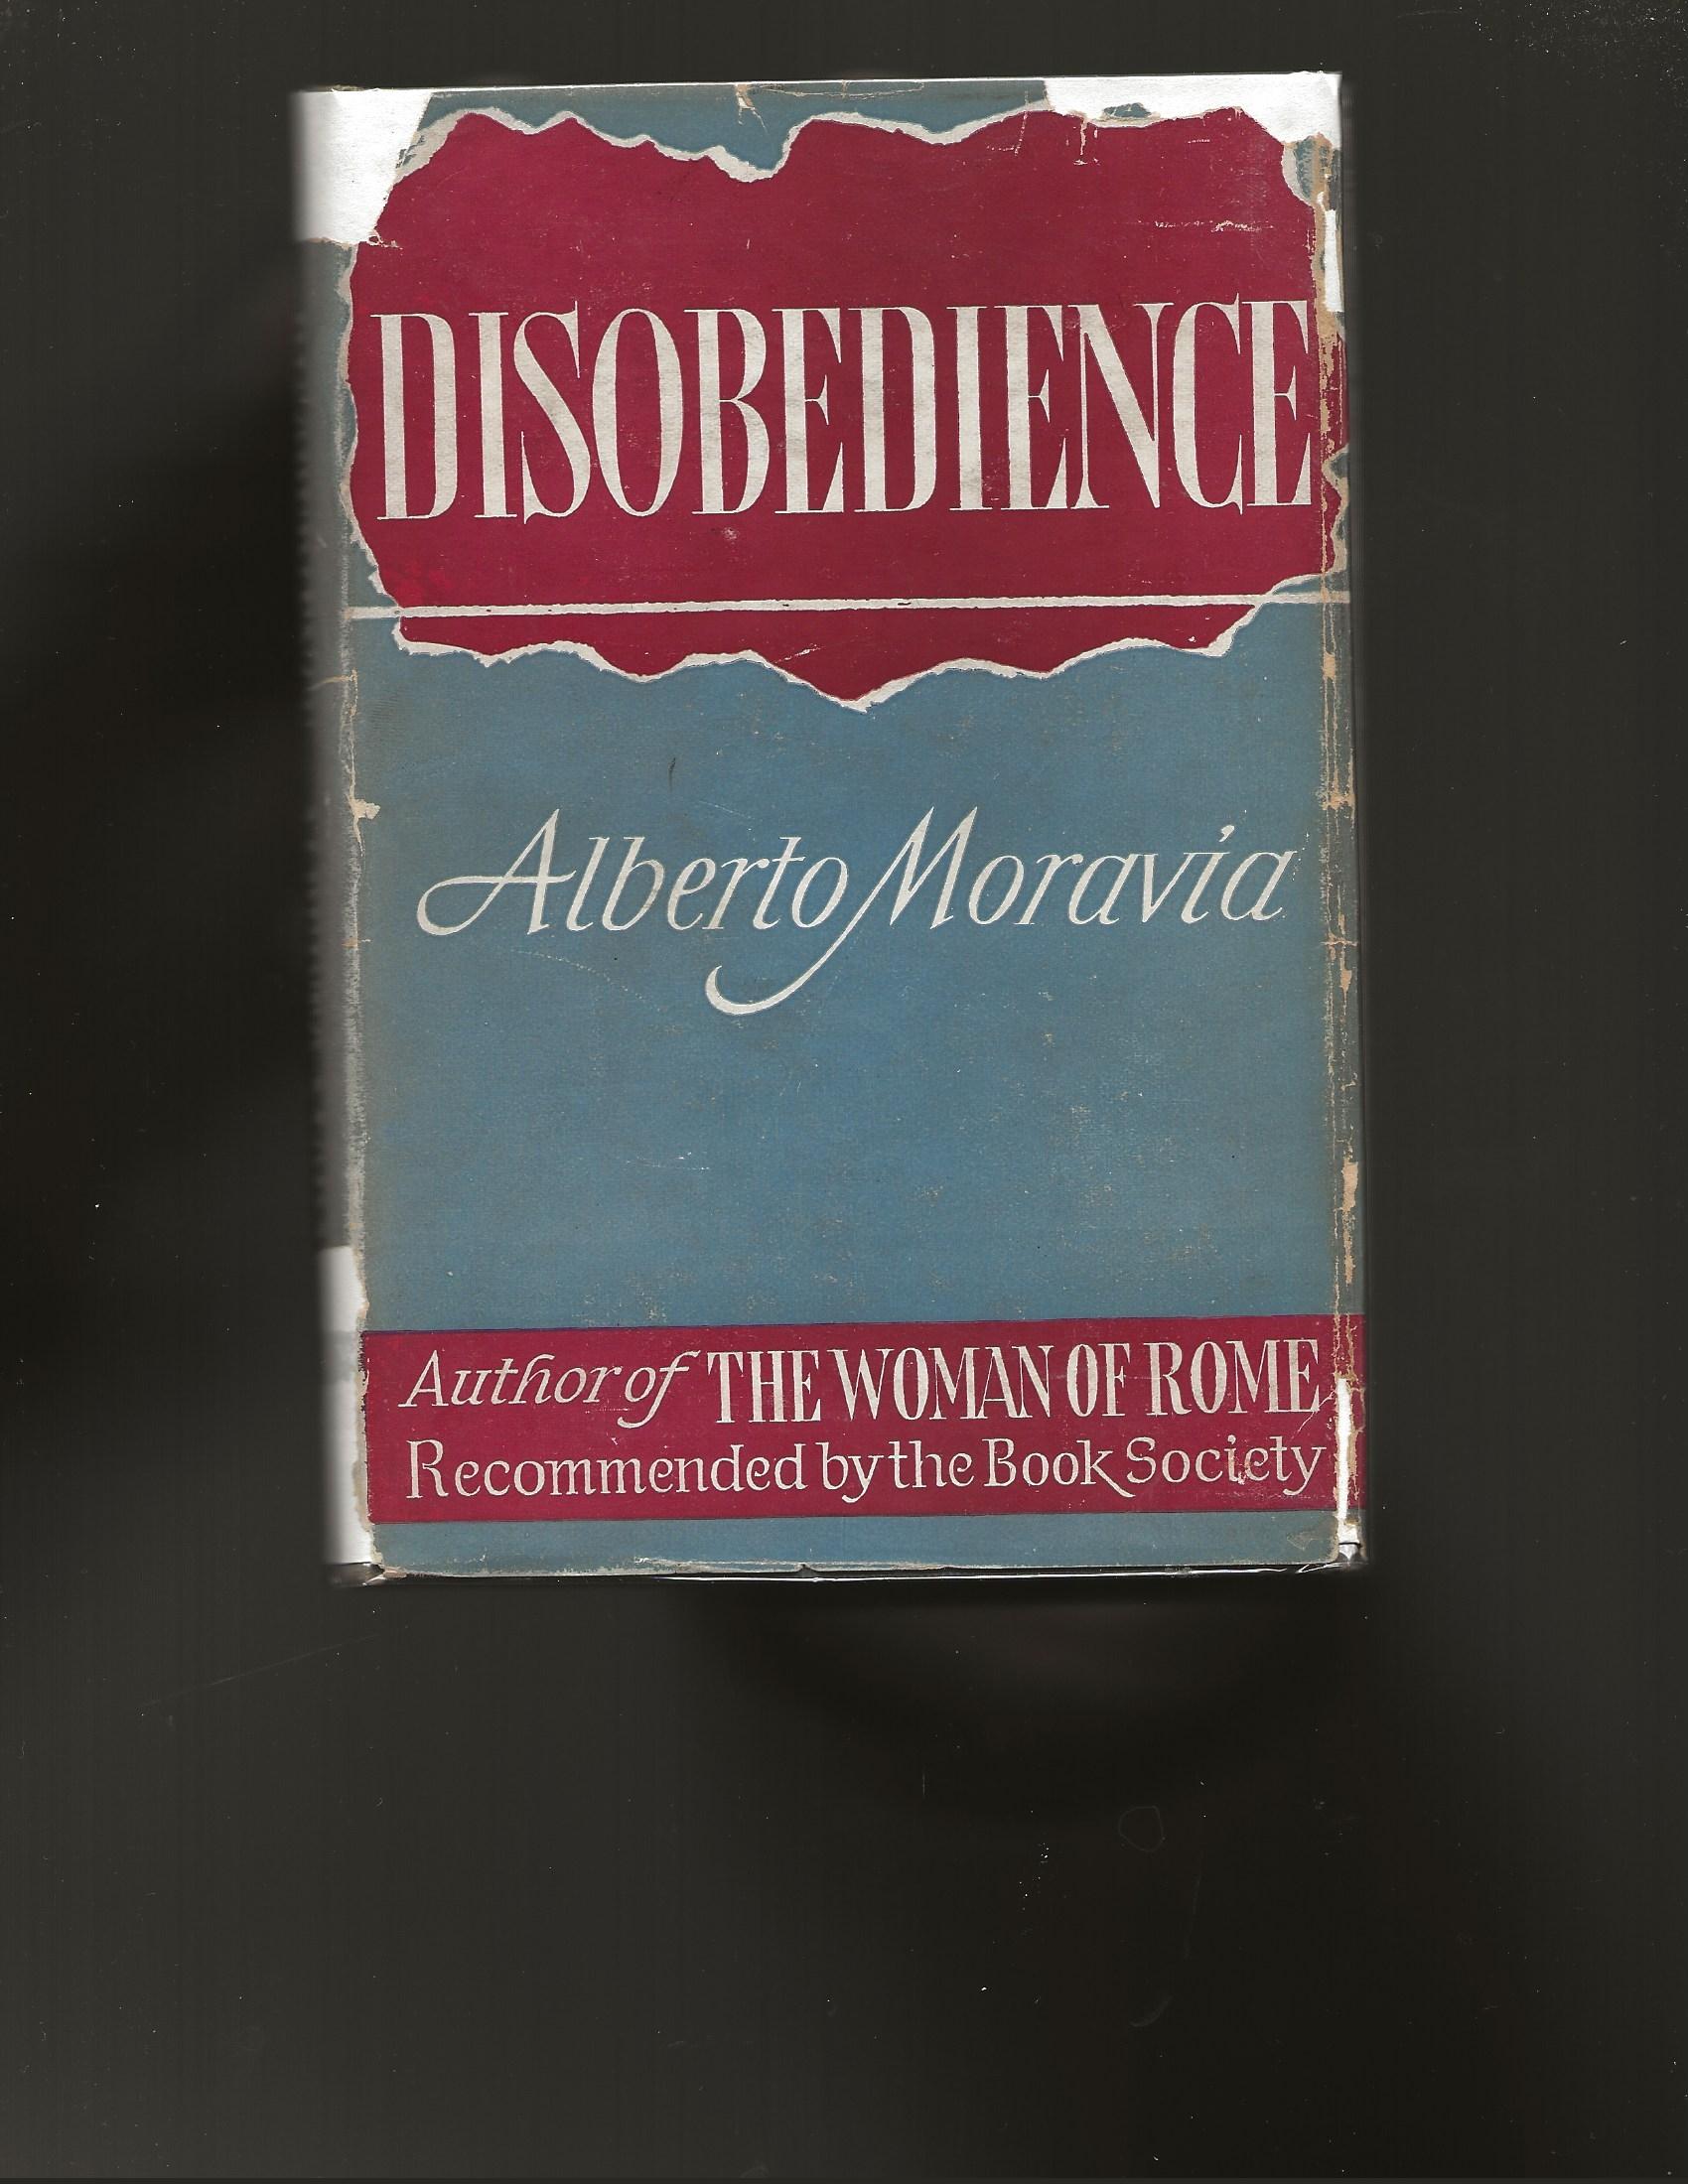 DISOBEDIENCE
Alberto Moravia
Author of THE WOMAN OF ROME
Recommended by the Book Society